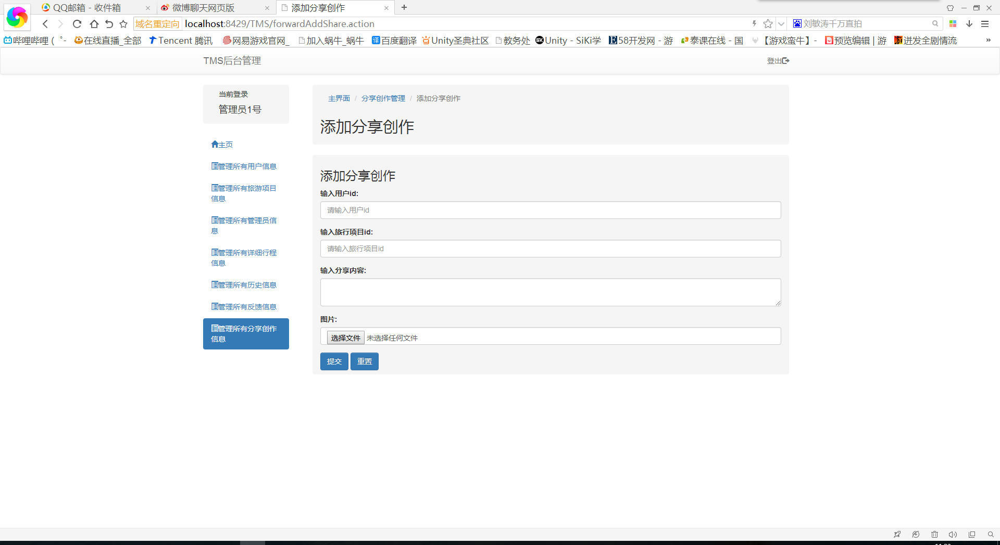 QQ邮箱 - 收件箱
微博聊天网页版
添加分享创作
域名重定向 localhost:8429/TMS/forwardAddShare.action
刘敏涛千万直拍
哔哩哔哩 ( ゜-
在线直播_全部
Tencent 腾讯
网易游戏官网_
加入蜗牛_蜗牛
译百度翻译
Unity圣典社区
教务处
SK Unity - SiKi学
E 58开发网 - 游
泰课在线 - 国
【游戏蛮牛】 -
预览编辑 | 游
迸发全剧情流
»
TMS后台管理
登出
当前登录
管理员1号
主页
管理所有用户信息
管理所有旅游项目
信息
管理所有管理员信
息
管理所有详细行程
信息
管理所有历史信息
管理所有反馈信息
管理所有分享创作
信息
主界面 / 分享创作管理 / 添加分享创作
添加分享创作
添加分享创作
输入用户id:
请输入用户id
输入旅行项目id:
请输入旅行项目id
输入分享内容:
图片:
选择文件 未选择任何文件
提交 重置